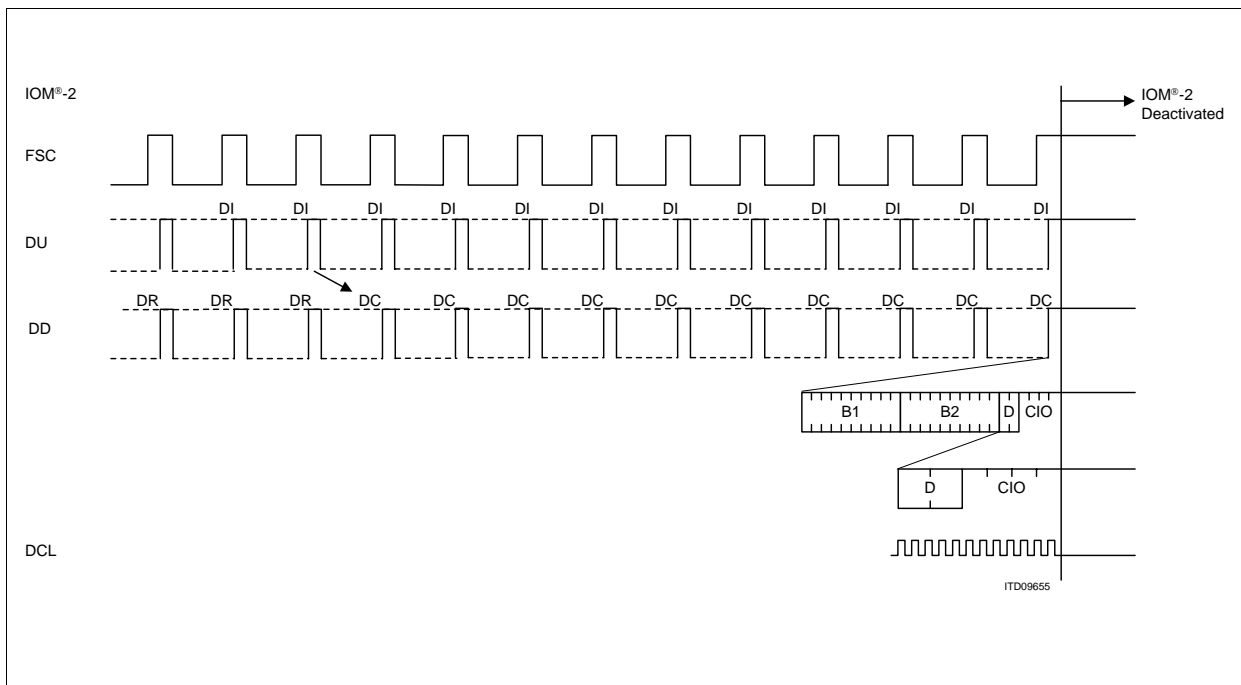 IOM®-2
IOM®-2
Deactivated
FSC
DI DI DI DI DI DI DI DI DI DI DI DI
DU
DR DR DR DC DC DC DC DC DC DC DC DC DC
DD
B1 B2 D CIO
D CIO
DCL
ITD09655